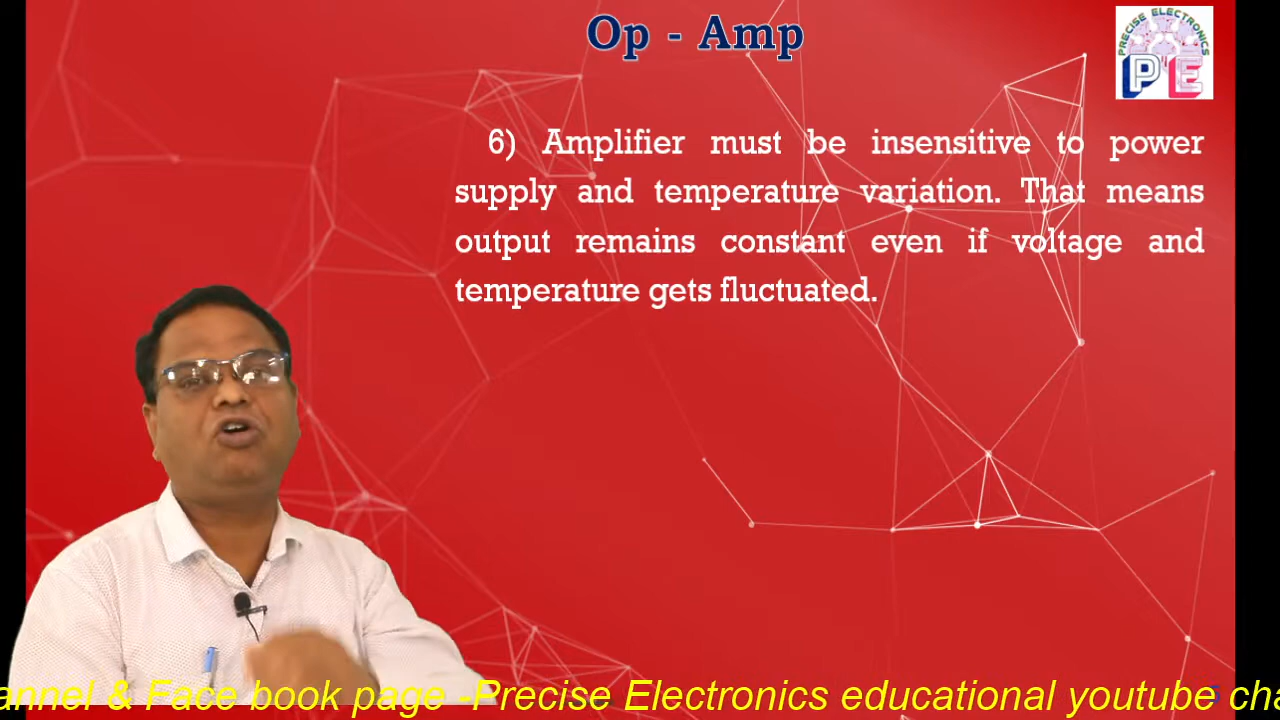 Op - Amp
PRECISE ELECTRONICS
PE
6) Amplifier must be insensitive to power
supply and temperature variation. That means
output remains constant even if voltage and
temperature gets fluctuated.
annel & Face book page -Precise Electronics educational youtube cha